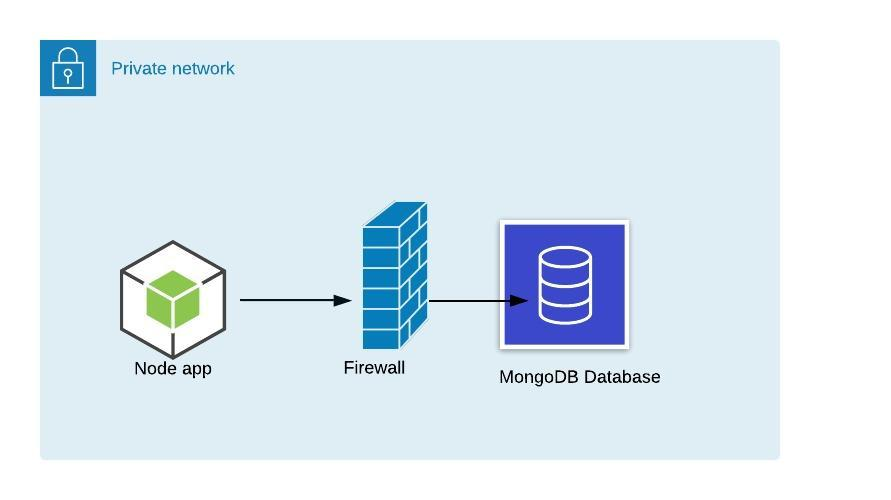 Private network
Node app
Firewall
MongoDB Database